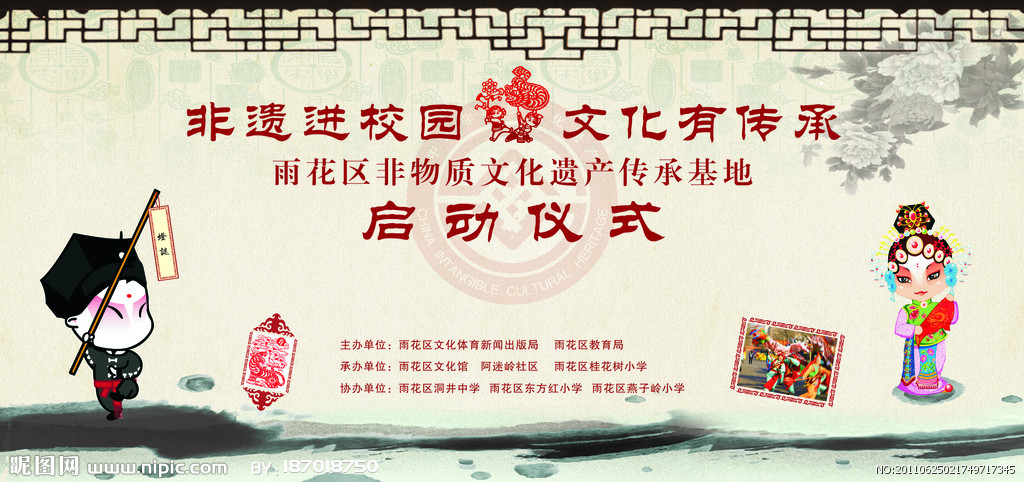 非遗进校园 文化有传承
雨花区非物质文化遗产传承基地
启动仪式
CHINA INTANGIBLE CULTURAL HERITAGE
燈謎
主办单位：雨花区文化体育新闻出版局 雨花区教育局
承办单位：雨花区文化馆 阿迷岭社区 雨花区桂花树小学
协办单位：雨花区洞井中学 雨花区东方红小学 雨花区燕子岭小学
昵图网 www.nipic.com BY: 187018750
NO:20110625021749717345